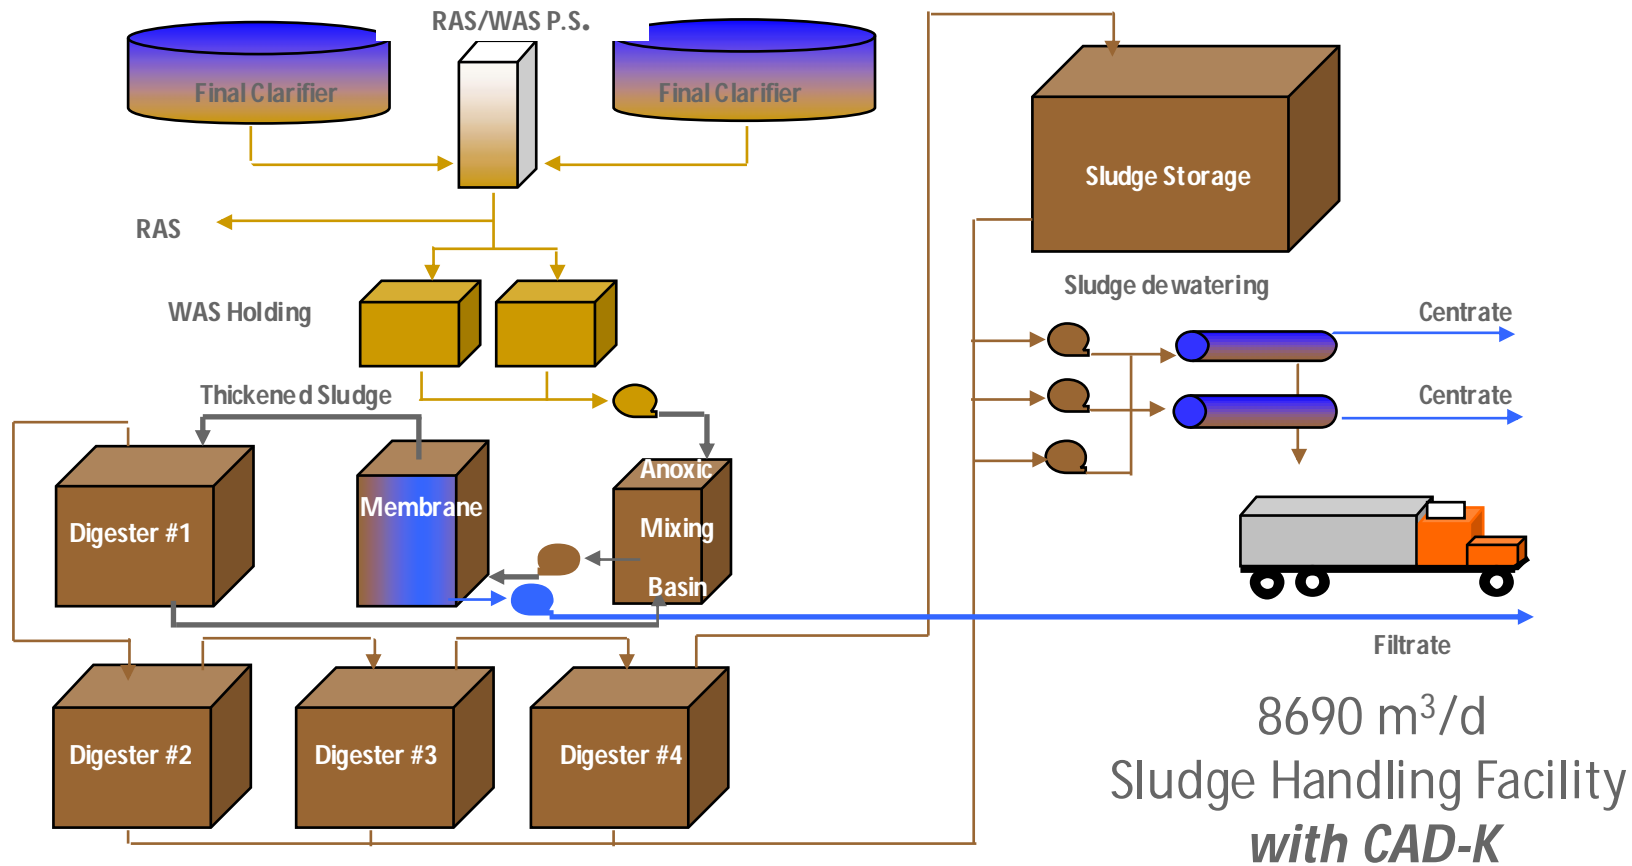 RAS/WAS P.S.
Final Clarifier
Final Clarifier
Sludge Storage
RAS
WAS Holding
Sludge dewatering
Centrate
Centrate
Thickened Sludge
Digester #1
Membrane
Anoxic
Mixing
Basin
Filtrate
Digester #2
Digester #3
Digester #4
8690 m³/d
Sludge Handling Facility
with CAD-K